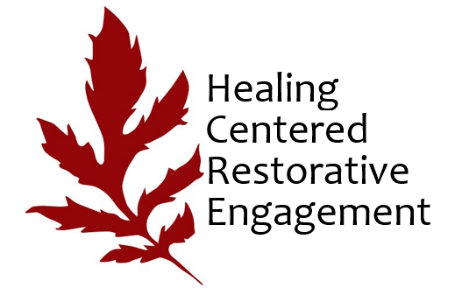 Healing
Centered
Restorative
Engagement